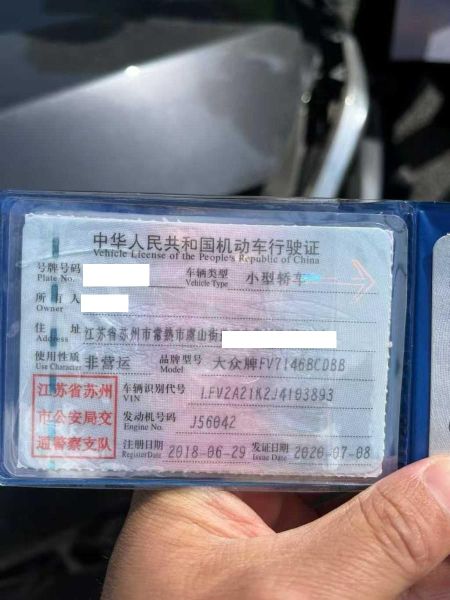 中华人民共和国机动车行驶证
Vehicle License of the People's Republic of China
号牌号码 车辆类型 小型轿车
Plate No. Vehicle Type
所有人
Owner
住址 江苏省苏州市常熟市虞山街
Address
使用性质 非营运 品牌型号 大众牌FV7146BCDBB
Use Character Model
江苏省苏州 车辆识别代号 LFV2A21K2J4103893
VIN
市公安局交 发动机号码 J56042
Engine No.
通警察支队 注册日期 2018-06-29 发证日期 2020-07-08
Register Date Issue Date